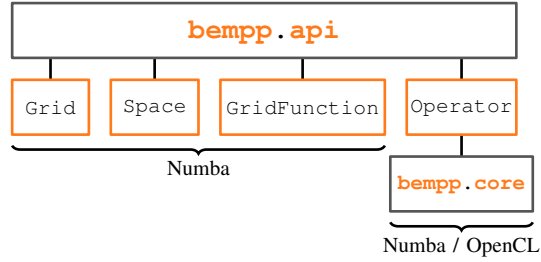 bempp.api
Grid Space GridFunction Operator
Numba
bempp.core
Numba / OpenCL